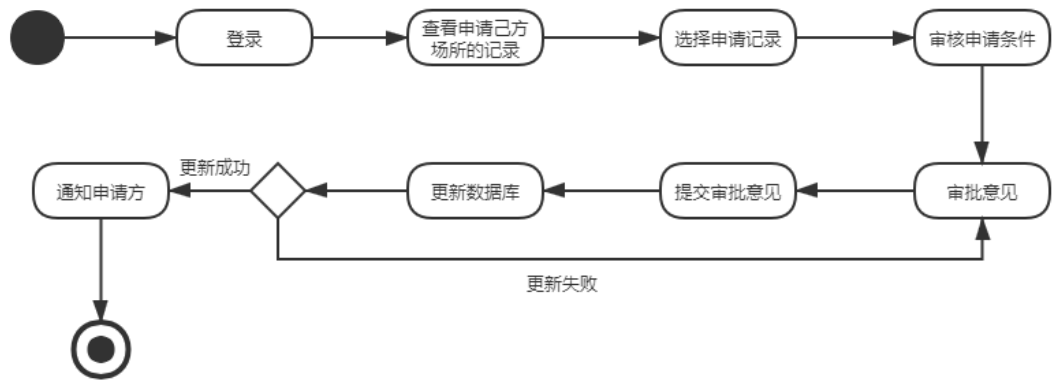 登录
查看申请己方
场所的记录
选择申请记录
审核申请条件
更新成功
通知申请方
更新数据库
提交审批意见
审批意见
更新失败